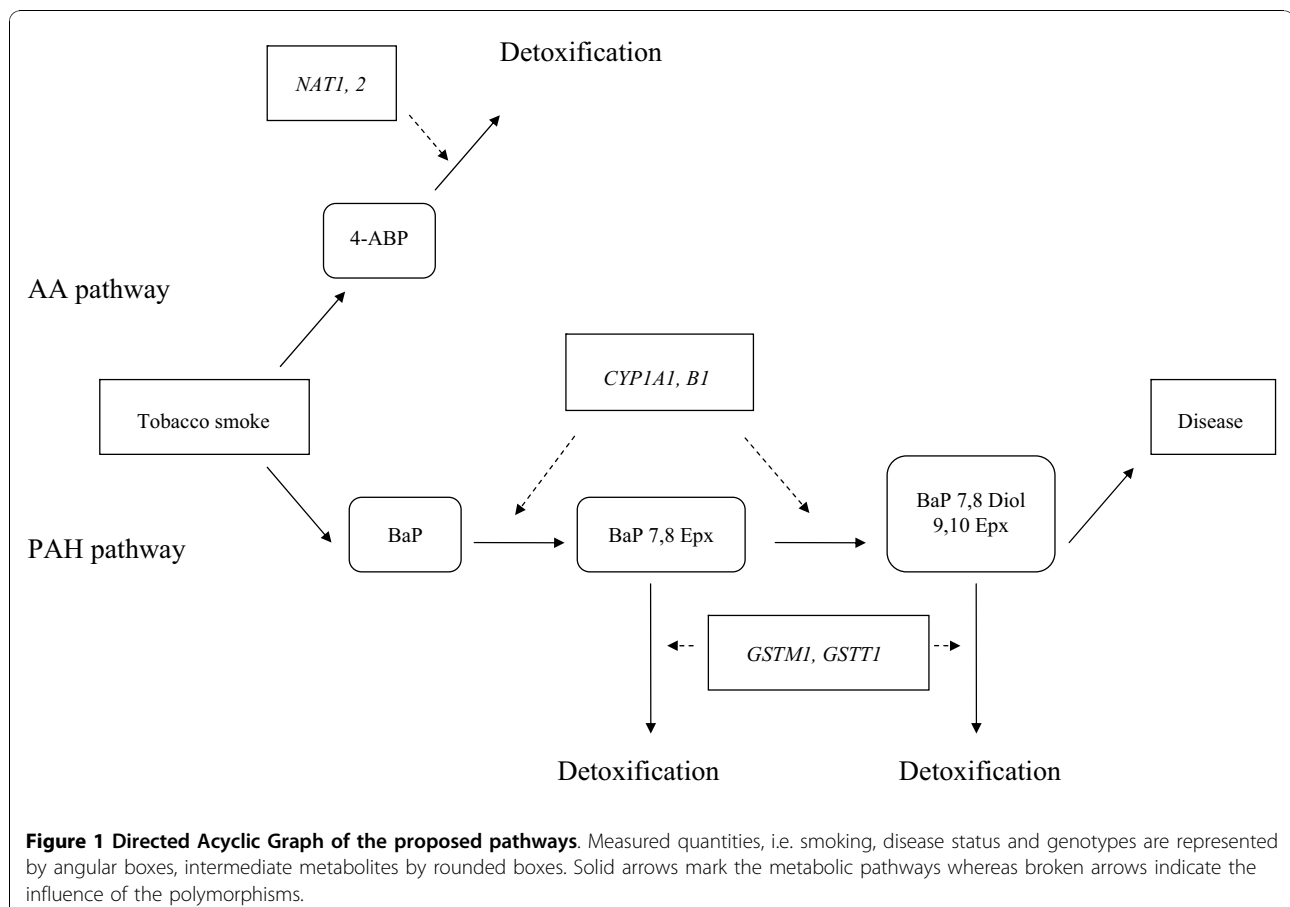 Detoxification
NAT1, 2
4-ABP
AA pathway
CYP1A1, B1
Tobacco smoke
Disease
BaP
BaP 7,8 Epx
BaP 7,8 Diol
9,10 Epx
PAH pathway
GSTM1, GSTT1
Detoxification
Detoxification
Figure 1 Directed Acyclic Graph of the proposed pathways. Measured quantities, i.e. smoking, disease status and genotypes are represented
by angular boxes, intermediate metabolites by rounded boxes. Solid arrows mark the metabolic pathways whereas broken arrows indicate the
influence of the polymorphisms.